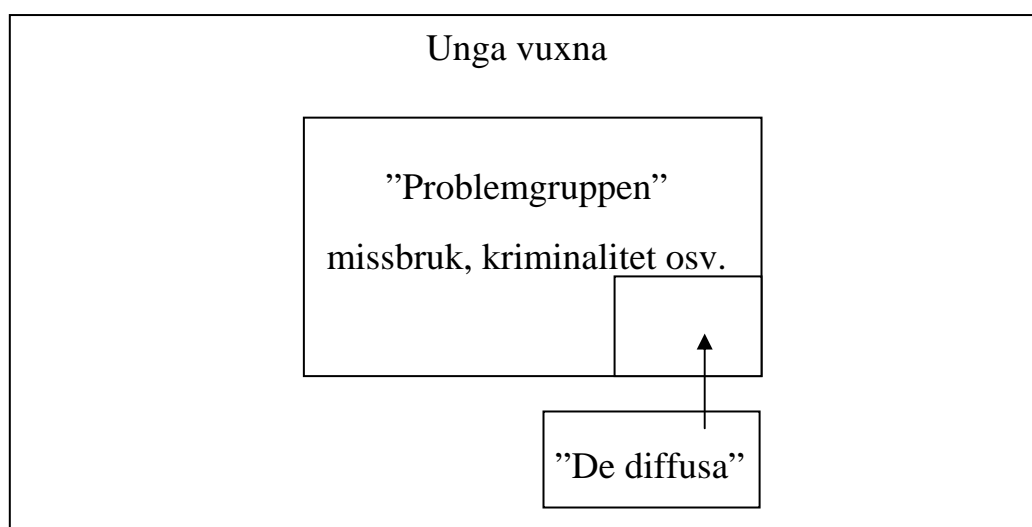 Unga vuxna
”Problemgruppen”
missbruk, kriminalitet osv.
”De diffusa”